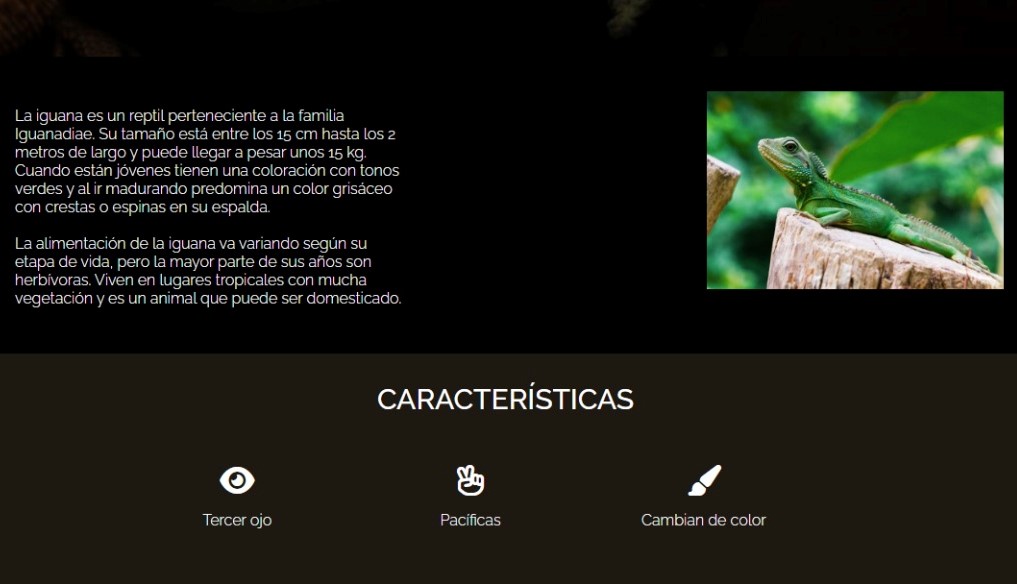 La iguana es un reptil perteneciente a la familia
Iguanadiae. Su tamaño está entre los 15 cm hasta los 2
metros de largo y puede llegar a pesar unos 15 kg.
Cuando están jóvenes tienen una coloración con tonos
verdes y al ir madurando predomina un color grisáceo
con crestas o espinas en su espalda.
La alimentación de la iguana va variando según su
etapa de vida, pero la mayor parte de sus años son
herbívoras. Viven en lugares tropicales con mucha
vegetación y es un animal que puede ser domesticado.
CARACTERÍSTICAS
Tercer ojo
Pacíficas
Cambian de color